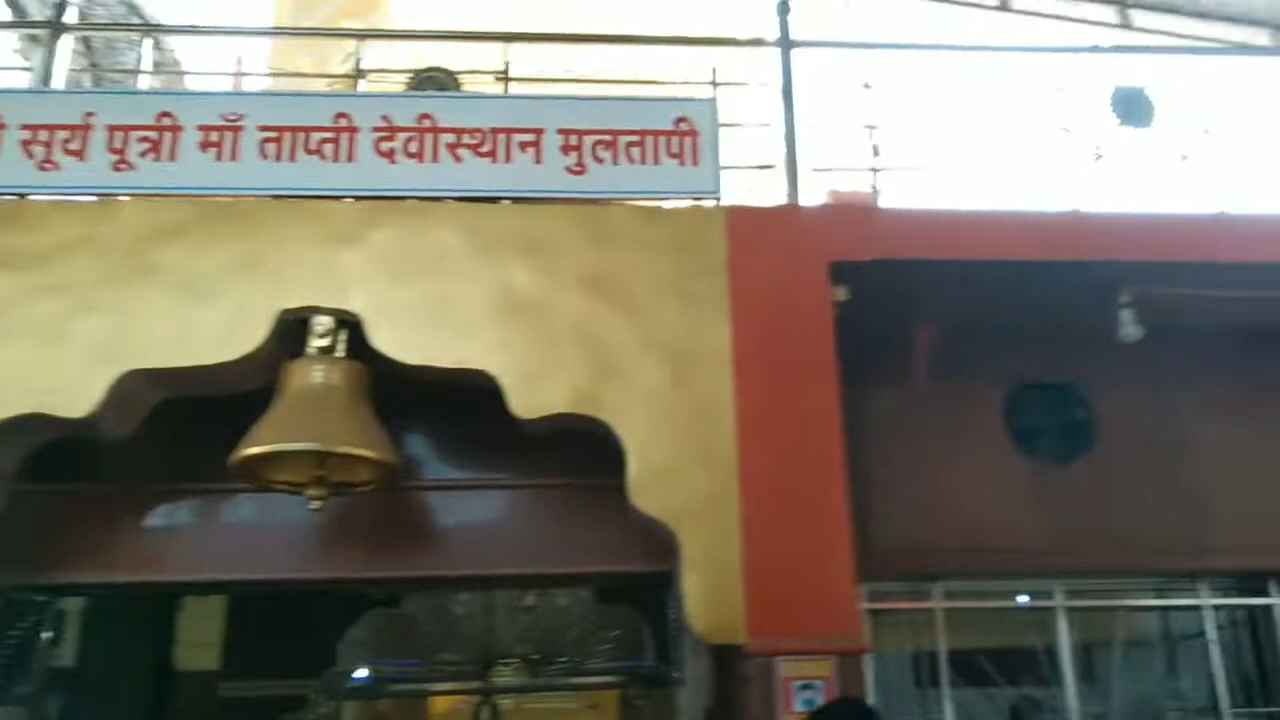 सूर्य पूत्री माँ ताप्ती देवीस्थान मुलतापी